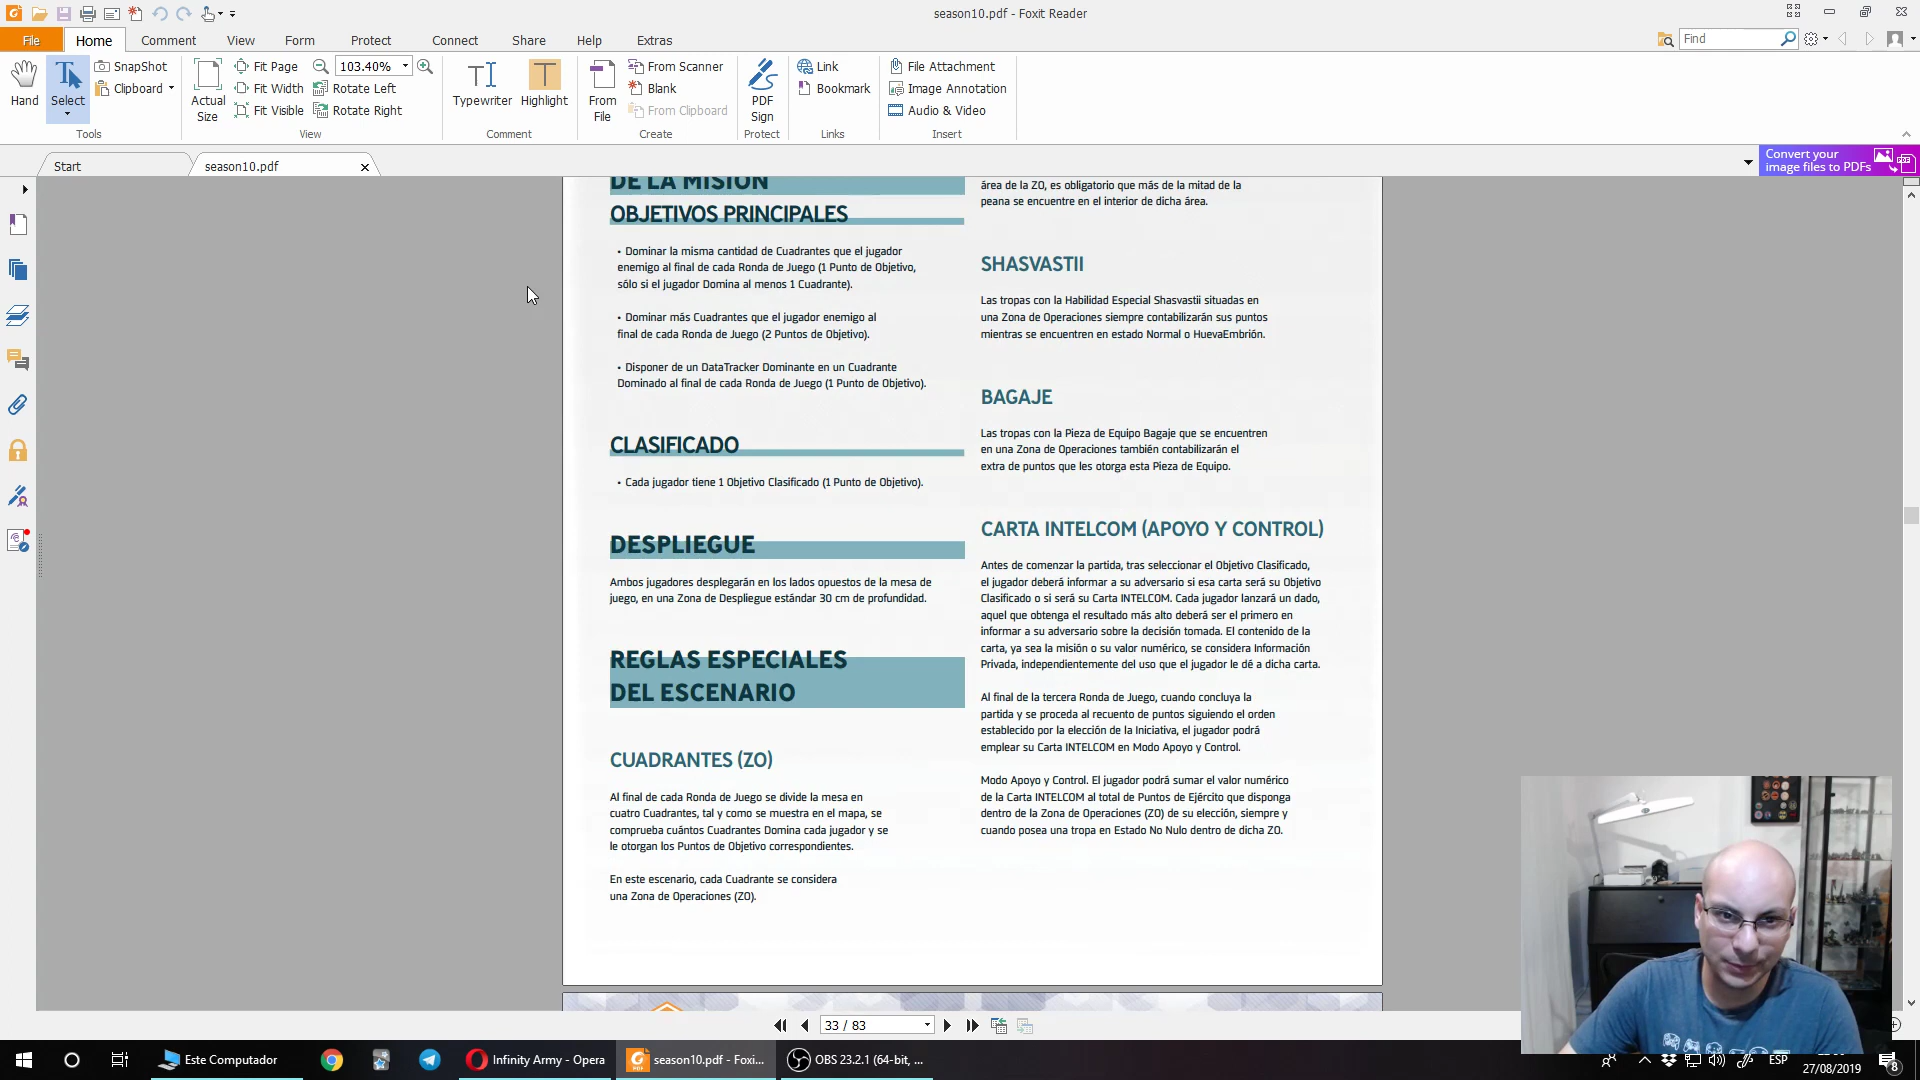 season10.pdf - Foxit Reader
File
Home
Comment
View
Form
Protect
Connect
Share
Help
Extras
Find
Hand
Select
SnapShot
Clipboard
Tools
Actual
Size
Fit Page
Fit Width
Fit Visible
103.40%
Rotate Left
Rotate Right
View
Typewriter
Highlight
Comment
From
File
From Scanner
Blank
From Clipboard
Create
PDF
Sign
Protect
Link
Bookmark
Links
File Attachment
Image Annotation
Audio & Video
Insert
Start
season10.pdf
Convert your
image files to PDFs
DE LA MISIÓN
OBJETIVOS PRINCIPALES
• Dominar la misma cantidad de Cuadrantes que el jugador
enemigo al final de cada Ronda de Juego (1 Punto de Objetivo,
sólo si el jugador Domina al menos 1 Cuadrante).
• Dominar más Cuadrantes que el jugador enemigo al
final de cada Ronda de Juego (2 Puntos de Objetivo).
• Disponer de un DataTracker Dominante en un Cuadrante
Dominado al final de cada Ronda de Juego (1 Punto de Objetivo).
CLASIFICADO
• Cada jugador tiene 1 Objetivo Clasificado (1 Punto de Objetivo).
DESPLIEGUE
Ambos jugadores desplegarán en los lados opuestos de la mesa de
juego, en una Zona de Despliegue estándar 30 cm de profundidad.
REGLAS ESPECIALES
DEL ESCENARIO
CUADRANTES (ZO)
Al final de cada Ronda de Juego se divide la mesa en
cuatro Cuadrantes, tal y como se muestra en el mapa, se
comprueba cuántos Cuadrantes Domina cada jugador y se
le otorgan los Puntos de Objetivo correspondientes.
En este escenario, cada Cuadrante se considera
una Zona de Operaciones (ZO).
área de la ZO, es obligatorio que más de la mitad de la
peana se encuentre en el interior de dicha área.
SHASVASTII
Las tropas con la Habilidad Especial Shasvastii situadas en
una Zona de Operaciones siempre contabilizarán sus puntos
mientras se encuentren en estado Normal o HuevaEmbrión.
BAGAJE
Las tropas con la Pieza de Equipo Bagaje que se encuentren
en una Zona de Operaciones también contabilizarán el
extra de puntos que les otorga esta Pieza de Equipo.
CARTA INTELCOM (APOYO Y CONTROL)
Antes de comenzar la partida, tras seleccionar el Objetivo Clasificado,
el jugador deberá informar a su adversario si esa carta será su Objetivo
Clasificado o si será su Carta INTELCOM. Cada jugador lanzará un dado,
aquel que obtenga el resultado más alto deberá ser el primero en
informar a su adversario sobre la decisión tomada. El contenido de la
carta, ya sea la misión o su valor numérico, se considera Información
Privada, independientemente del uso que el jugador le dé a dicha carta.
Al final de la tercera Ronda de Juego, cuando concluya la
partida y se proceda al recuento de puntos siguiendo el orden
establecido por la elección de la Iniciativa, el jugador podrá
emplear su Carta INTELCOM en Modo Apoyo y Control.
Modo Apoyo y Control. El jugador podrá sumar el valor numérico
de la Carta INTELCOM al total de Puntos de Ejército que disponga
dentro de la Zona de Operaciones (ZO) de su elección, siempre y
cuando posea una tropa en Estado No Nulo dentro de dicha ZO.
33 / 83
Este Computador
Infinity Army - Opera
season10.pdf - Foxi...
OBS 23.2.1 (64-bit, ...
ESP
27/08/2019
8